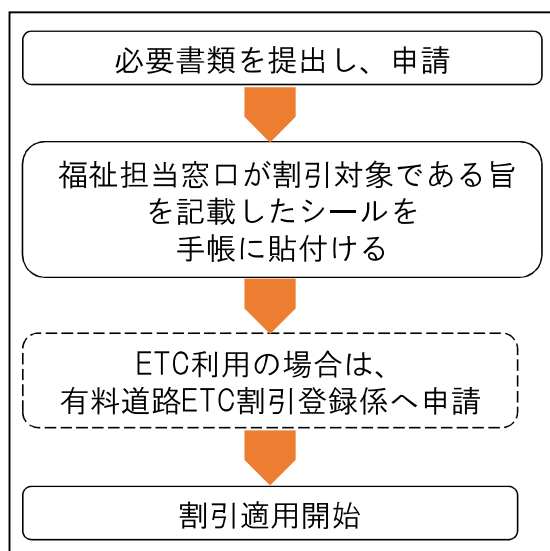 必要書類を提出し、申請
福祉担当窓口が割引対象である旨
を記載したシールを
手帳に貼付ける
ETC利用の場合は、
有料道路ETC割引登録係へ申請
割引適用開始